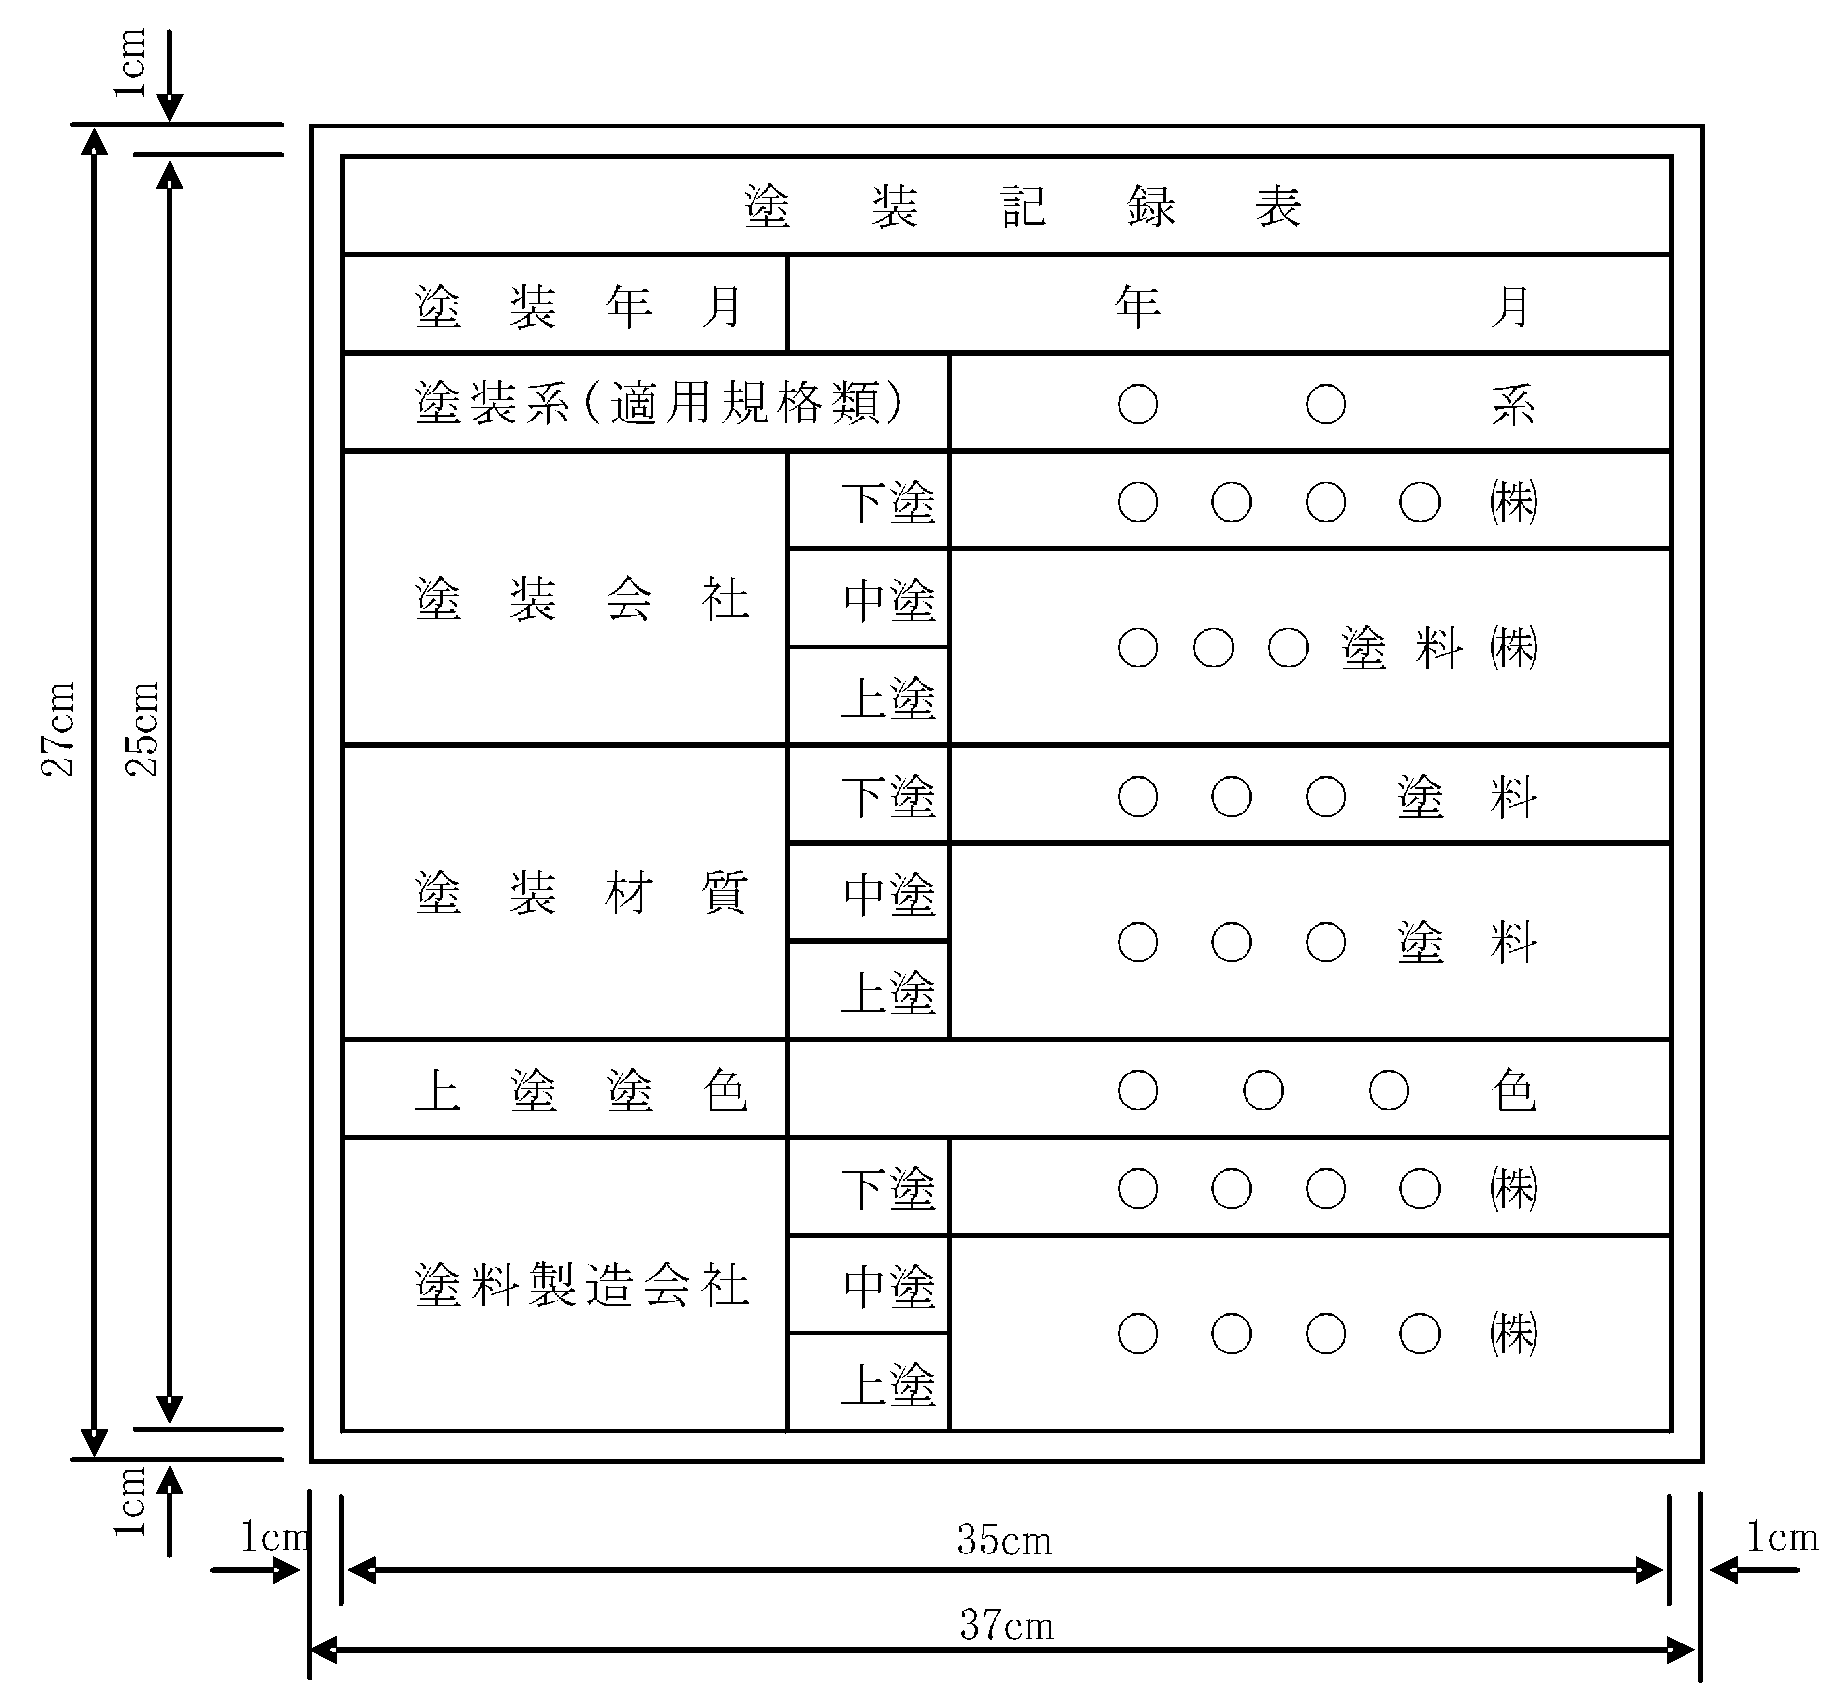 1cm
塗装記録表
塗装年月 年 月
塗装系(適用規格類) ○ ○ 系
塗装会社 下塗 ○○○○㈱
中塗
上塗
○○○塗料㈱
27cm
25cm
塗装材質 下塗 ○○○塗料
中塗
上塗
○○○塗料
上塗塗色 ○○○色
塗料製造会社 下塗 ○○○○㈱
中塗
上塗
○○○○㈱
1cm
1cm
35cm
1cm
37cm